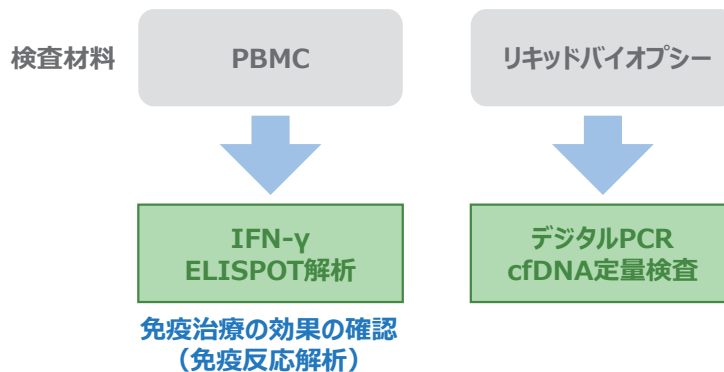 検査材料
PBMC
リキッドバイオプシー
IFN-γ
ELISPOT解析
デジタルPCR
cfDNA定量検査
免疫治療の効果の確認
（免疫反応解析）